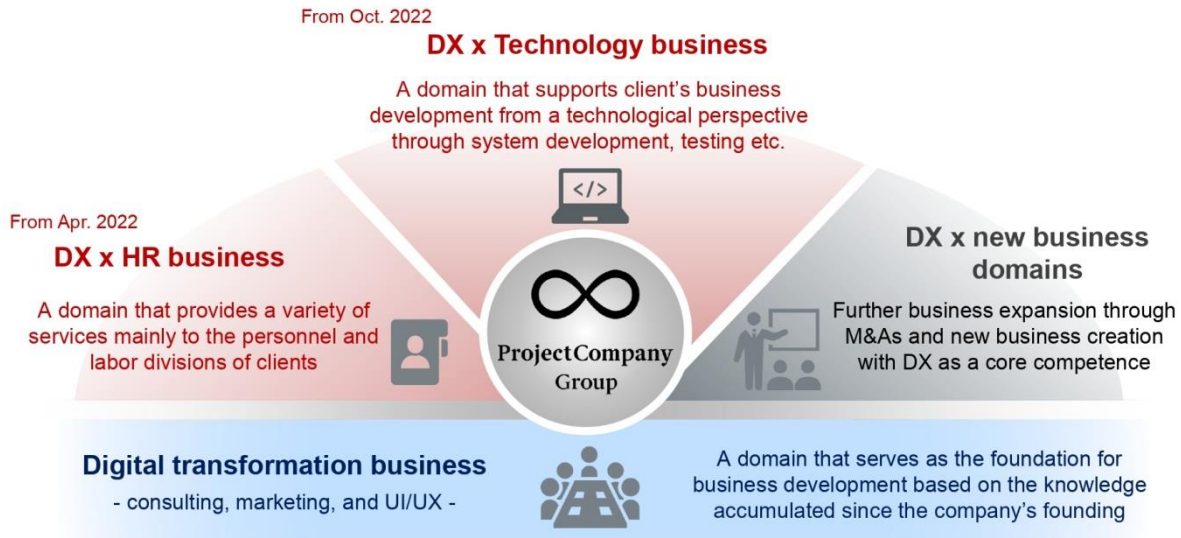 From Oct. 2022
DX x Technology business
A domain that supports client's business
development from a technological perspective
through system development, testing etc.
</>
From Apr. 2022
DX x HR business
A domain that provides a variety of
services mainly to the personnel and
labor divisions of clients
ProjectCompany
Group
DX x new business
domains
Further business expansion through
M&As and new business creation
with DX as a core competence
Digital transformation business
- consulting, marketing, and UI/UX -
A domain that serves as the foundation for
business development based on the knowledge
accumulated since the company's founding